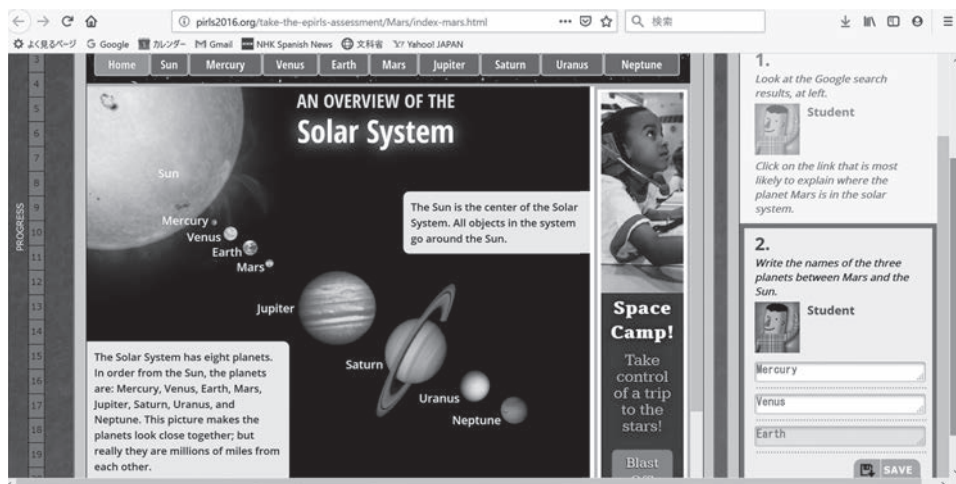 pirls2016.org/take-the-epirls-assessment/Mars/index-mars.html
検索
よく見るページ
Google
カレンダー
Gmail
NHK Spanish News
文科省
Yahoo! JAPAN
Home
Sun
Mercury
Venus
Earth
Mars
Jupiter
Saturn
Uranus
Neptune
PROGRESS
3
4
5
6
7
8
9
10
11
12
13
14
15
16
17
18
19
AN OVERVIEW OF THE
Solar System
Sun
Mercury
Venus
Earth
Mars
Jupiter
Saturn
Uranus
Neptune
The Sun is the center of the Solar
System. All objects in the system
go around the Sun.
The Solar System has eight planets.
In order from the Sun, the planets
are: Mercury, Venus, Earth, Mars,
Jupiter, Saturn, Uranus, and
Neptune. This picture makes the
planets look close together; but
really they are millions of miles from
each other.
Space
Camp!
Take
control
of a trip
to the
stars!
Blast
1.
Look at the Google search
results, at left.
Student
Click on the link that is most
likely to explain where the
planet Mars is in the solar
system.
2.
Write the names of the three
planets between Mars and the
Sun.
Student
Mercury
Venus
Earth
SAVE